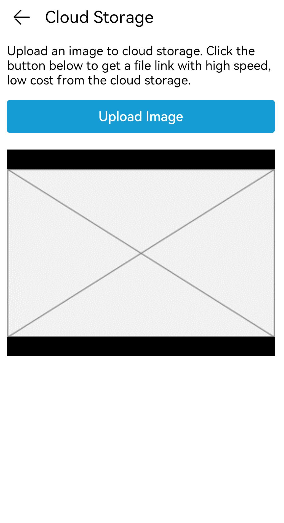 Cloud Storage
Upload an image to cloud storage. Click the
button below to get a file link with high speed,
low cost from the cloud storage.
Upload Image